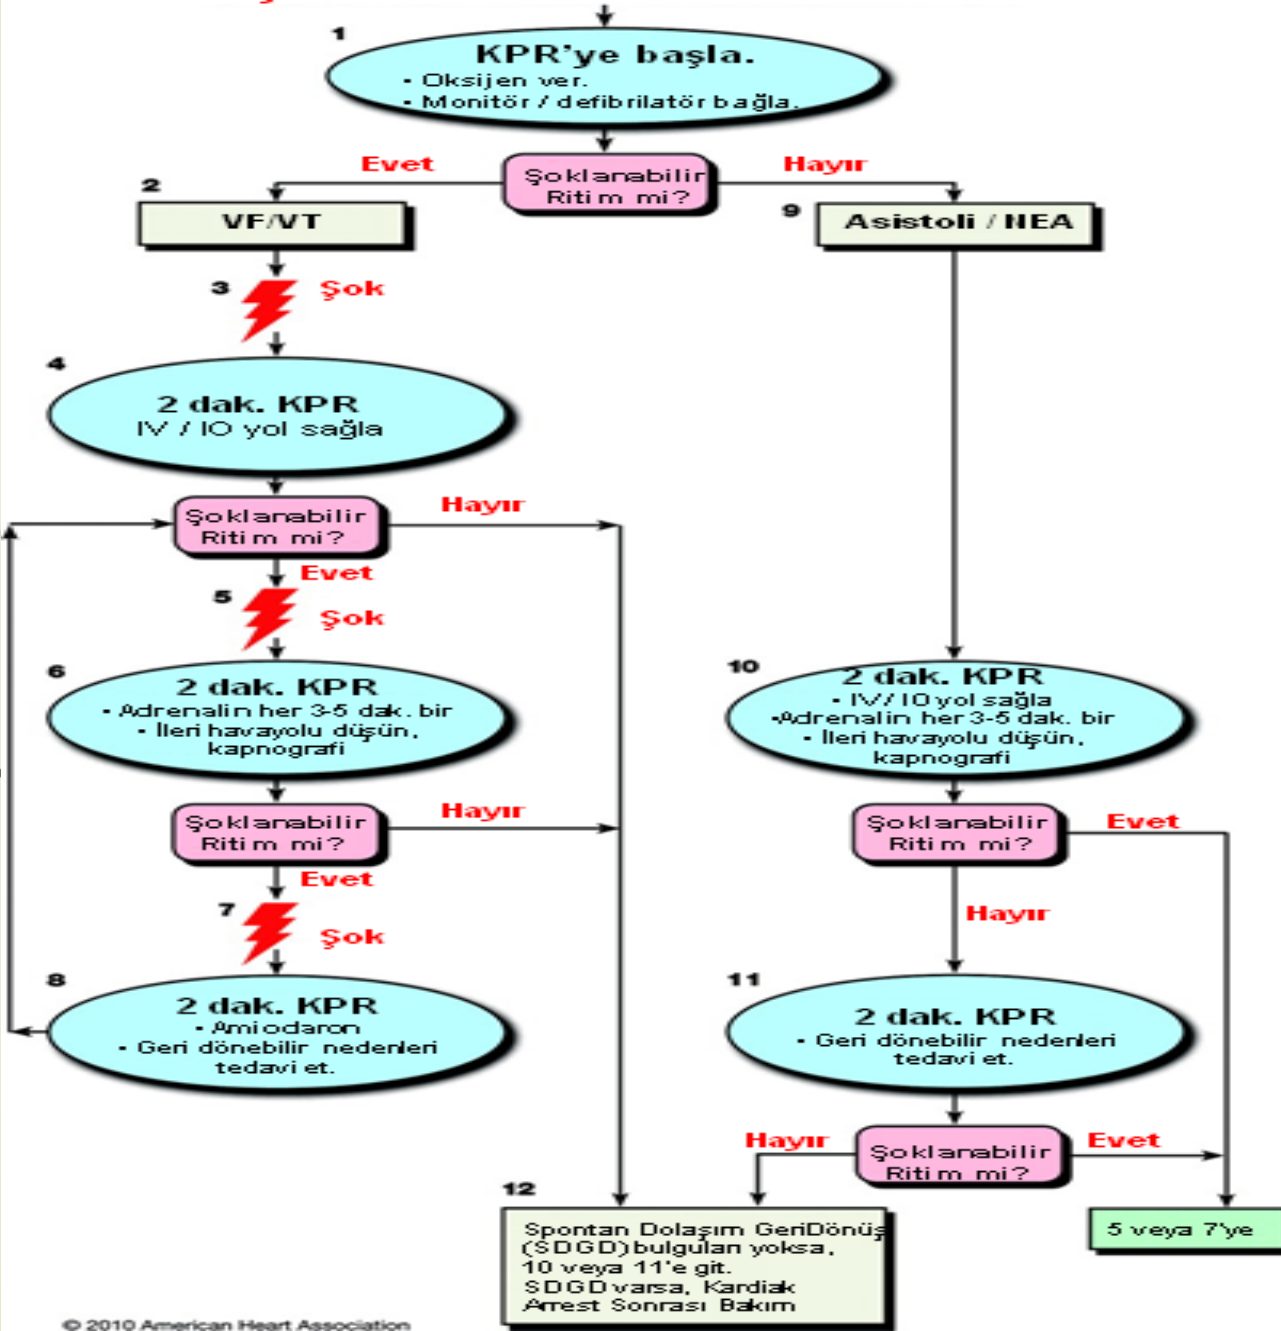 1
KPR'ye başla.
• Oksijen ver.
• Monitör / defibrilatör bağla.
Evet
Şoklanabilir
Ritim mi?
Hayır
2
VF/VT
9
Asistoli / NEA
3
Şok
4
2 dak. KPR
IV / IO yol sağla
Şoklanabilir
Ritim mi?
Hayır
Evet
5
Şok
6
2 dak. KPR
• Adrenalin her 3-5 dak. bir
• İleri havayolu düşün,
kapnografi
10
2 dak. KPR
• IV/ IO yol sağla
•Adrenalin her 3-5 dak. bir
• İleri havayolu düşün,
kapnografi
Şoklanabilir
Ritim mi?
Hayır
Evet
Şoklanabilir
Ritim mi?
Evet
Hayır
7
Şok
8
2 dak. KPR
• Amiodaron
• Geri dönebilir nedenleri
tedavi et.
11
2 dak. KPR
• Geri dönebilir nedenleri
tedavi et.
Hayır
Şoklanabilir
Ritim mi?
Evet
12
Spontan Dolaşım GeriDönüş
(SDGD) bulguları yoksa,
10 veya 11'e git.
SDGD varsa, Kardiak
Arrest Sonrası Bakım
5 veya 7'ye
© 2010 American Heart Association